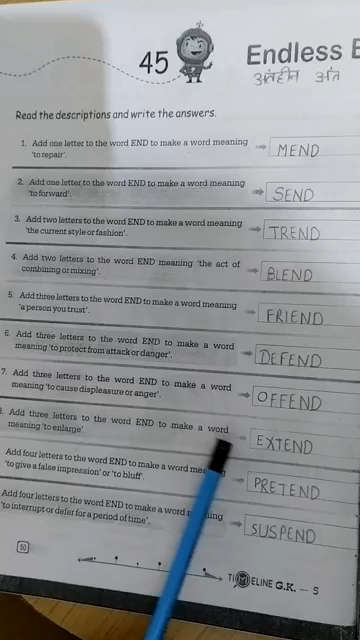 45
Endless E
अंतहीन अंत
Read the descriptions and write the answers.
1. Add one letter to the word END to make a word meaning
'to repair'.
MEND
2. Add one letter to the word END to make a word meaning
'to forward'.
SEND
3. Add two letters to the word END to make a word meaning
'the current style or fashion'.
TREND
4. Add two letters to the word END meaning 'the act of
combining or mixing'.
BLEND
5. Add three letters to the word END to make a word meaning
'a person you trust'.
FRIEND
6. Add three letters to the word END to make a word
meaning 'to protect from attack or danger'.
DEFEND
7. Add three letters to the word END to make a word
meaning 'to cause displeasure or anger'.
OFFEND
Add three letters to the word END to make a word
meaning 'to enlarge'.
EXTEND
Add four letters to the word END to make a word
'to give a false impression' or 'to bluff'.
PRETEND
Add four letters to the word END to make a word
'to interrupt or defer for a period of time'.
SUSPEND
50
TIMELINE G.K. – 5